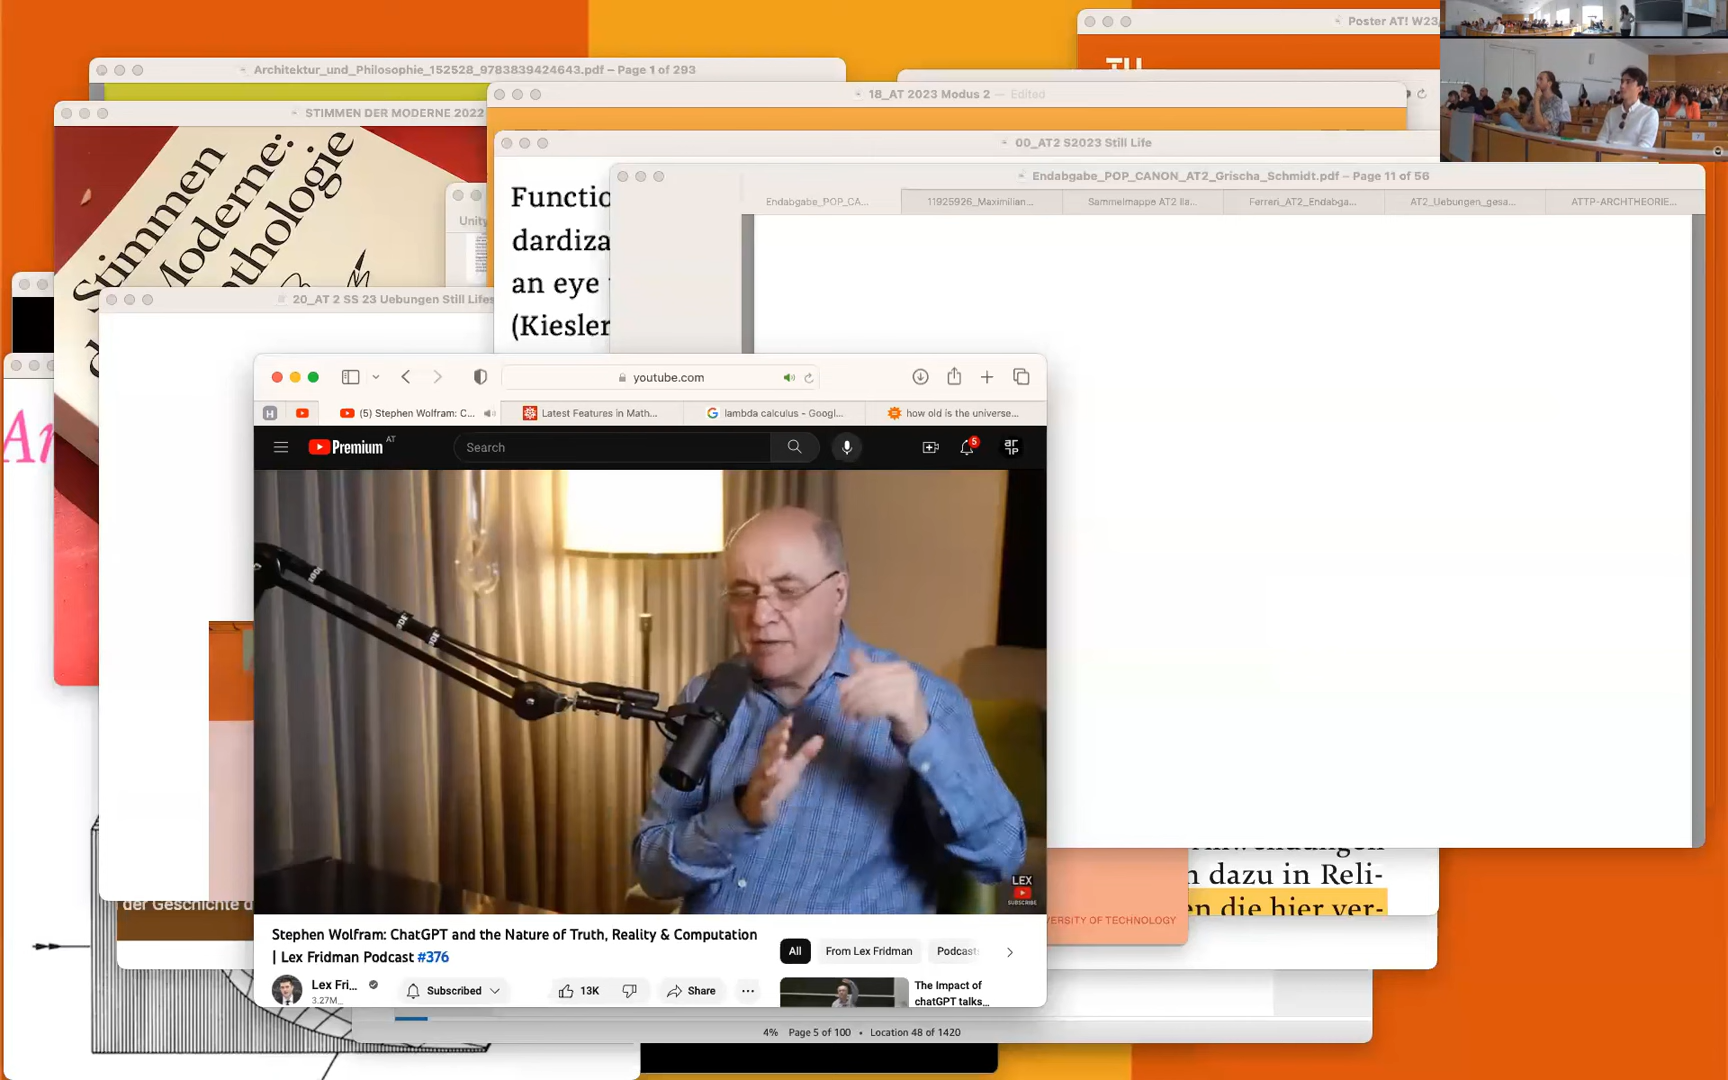 Poster AT! W23
Architektur_und_Philosophie_152528_9783839424643.pdf – Page 1 of 293
18_AT 2023 Modus 2 — Edited
STIMMEN DER MODERNE 2022
00_AT2 S2023 Still Life
Endabgabe_POP_CANON_AT2_Grischa_Schmidt.pdf – Page 11 of 56
Endabgabe_POP_CA...
11925926_Maximilian...
Sammelmappe AT2 Ila...
Ferreri_AT2_Endabga...
AT2_Uebungen_gesa...
ATTP-ARCHTHEORIE...
Stimmen
Moderne:
Unity
Functio
dardiza
an eye
(Kiesler
20_AT 2 SS 23 Uebungen Still Lifes
youtube.com
(5) Stephen Wolfram: C...
Latest Features in Math...
lambda calculus - Googl...
how old is the universe...
Premium AT
Search
5
LEX
SUBSCRIBE
Stephen Wolfram: ChatGPT and the Nature of Truth, Reality & Computation
| Lex Fridman Podcast #376
All
From Lex Fridman
Podcast
Lex Fri...
3.27M
Subscribed
13K
Share
The Impact of
chatGPT talks...
der Geschichte d
n dazu in Reli-
en die hier ver-
VERSITY OF TECHNOLOGY
4% Page 5 of 100 • Location 48 of 1420